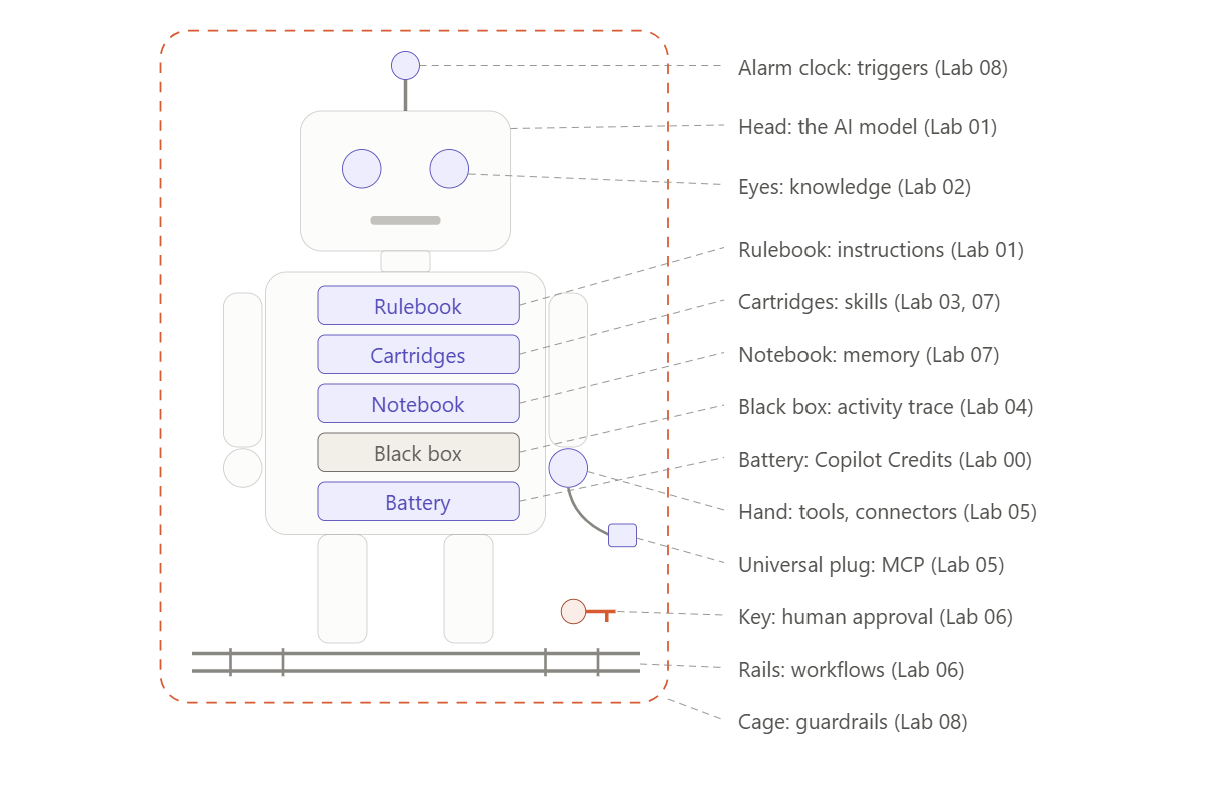 Alarm clock: triggers (Lab 08)
Head: the AI model (Lab 01)
Eyes: knowledge (Lab 02)
Rulebook: instructions (Lab 01)
Cartridges: skills (Lab 03, 07)
Notebook: memory (Lab 07)
Black box: activity trace (Lab 04)
Battery: Copilot Credits (Lab 00)
Hand: tools, connectors (Lab 05)
Universal plug: MCP (Lab 05)
Key: human approval (Lab 06)
Rails: workflows (Lab 06)
Cage: guardrails (Lab 08)
Rulebook
Cartridges
Notebook
Black box
Battery